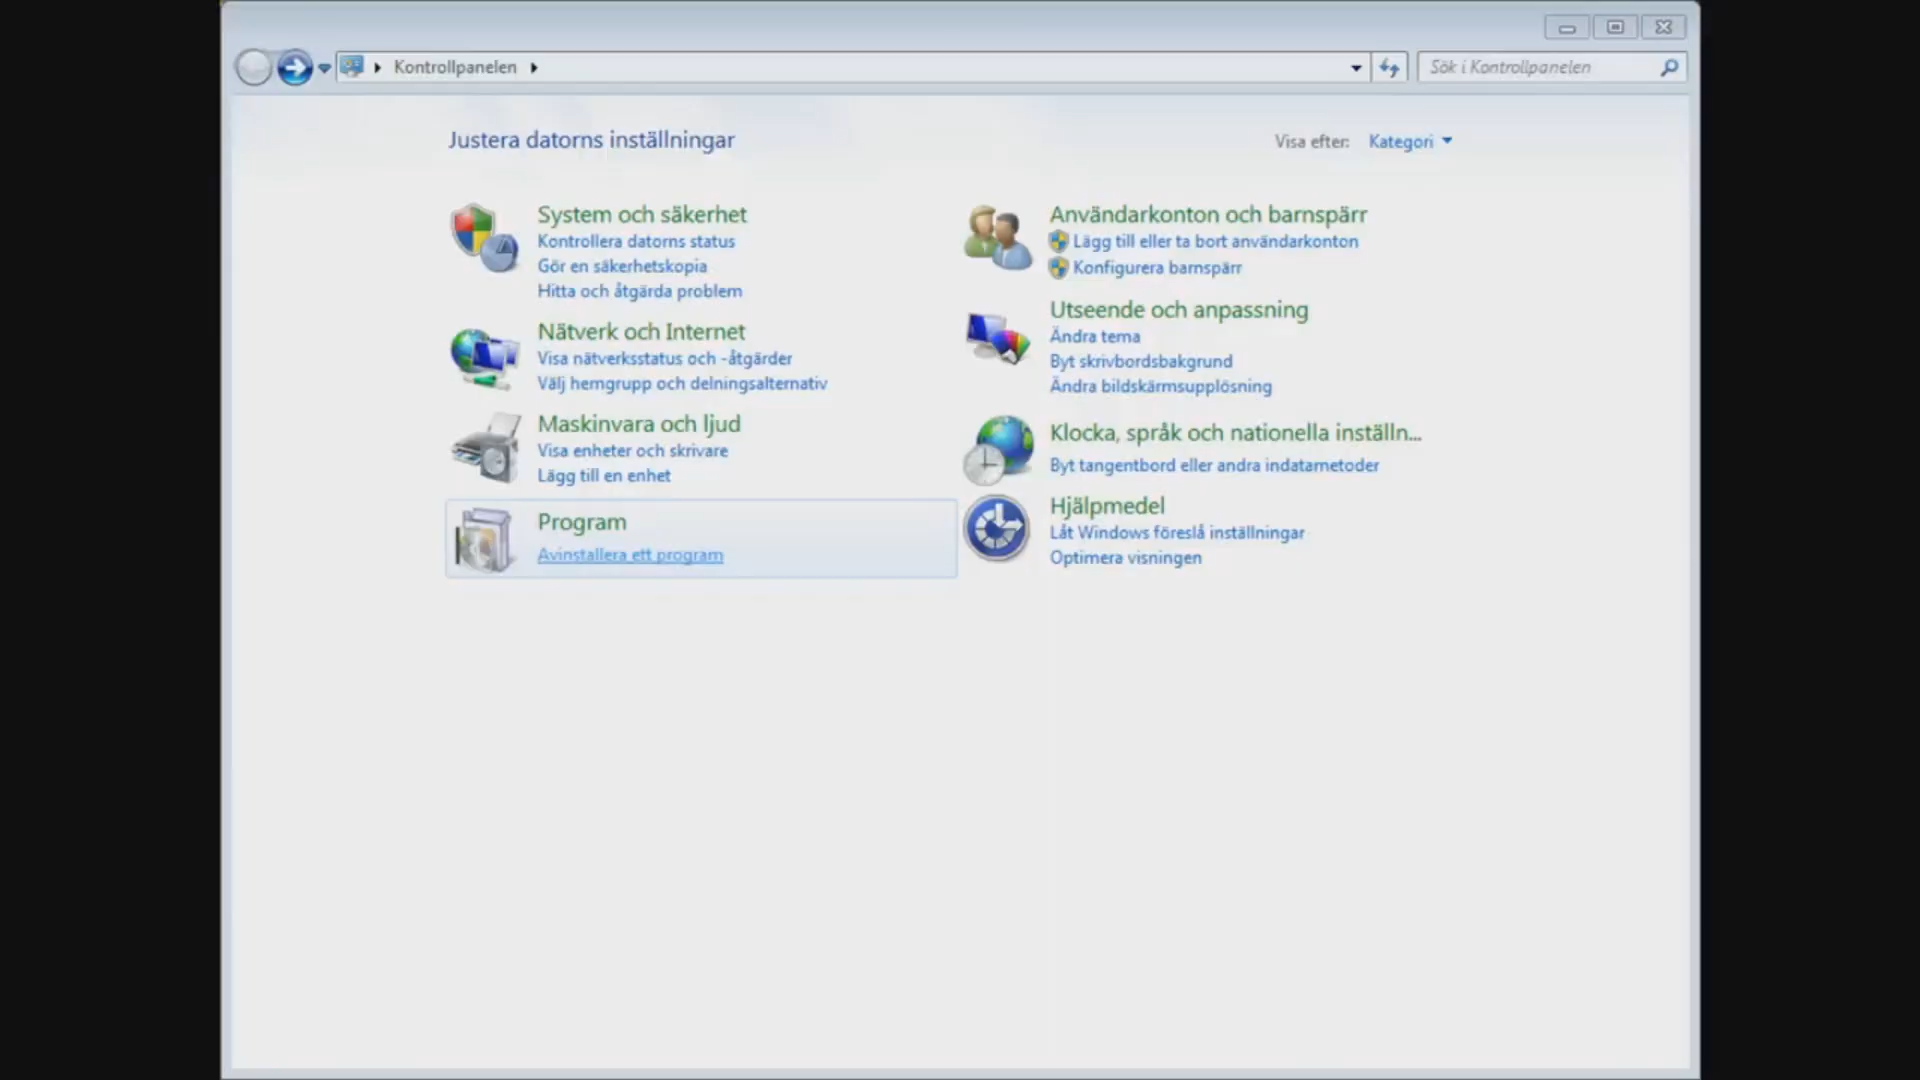 Kontrollpanelen
Sök i Kontrollpanelen
Justera datorns inställningar
Visa efter: Kategori
System och säkerhet
Kontrollera datorns status
Gör en säkerhetskopia
Hitta och åtgärda problem
Nätverk och Internet
Visa nätverksstatus och -åtgärder
Välj hemgrupp och delningsalternativ
Maskinvara och ljud
Visa enheter och skrivare
Lägg till en enhet
Program
Avinstallera ett program
Användarkonton och barnspärr
Lägg till eller ta bort användarkonton
Konfigurera barnspärr
Utseende och anpassning
Ändra tema
Byt skrivbordsbakgrund
Ändra bildskärmsupplösning
Klocka, språk och nationella inställn...
Byt tangentbord eller andra indatametoder
Hjälpmedel
Låt Windows föreslå inställningar
Optimera visningen